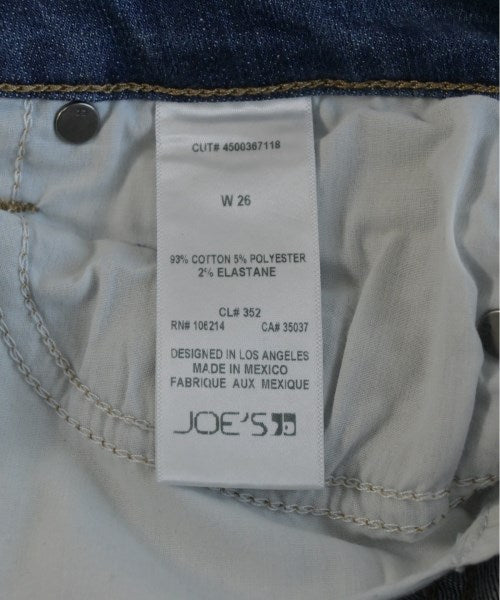 CUT# 4500367118
W 26
93% COTTON 5% POLYESTER
2% ELASTANE
CL# 352
RN# 106214 CA# 35037
DESIGNED IN LOS ANGELES
MADE IN MEXICO
FABRIQUE AUX MEXIQUE
JOE'S